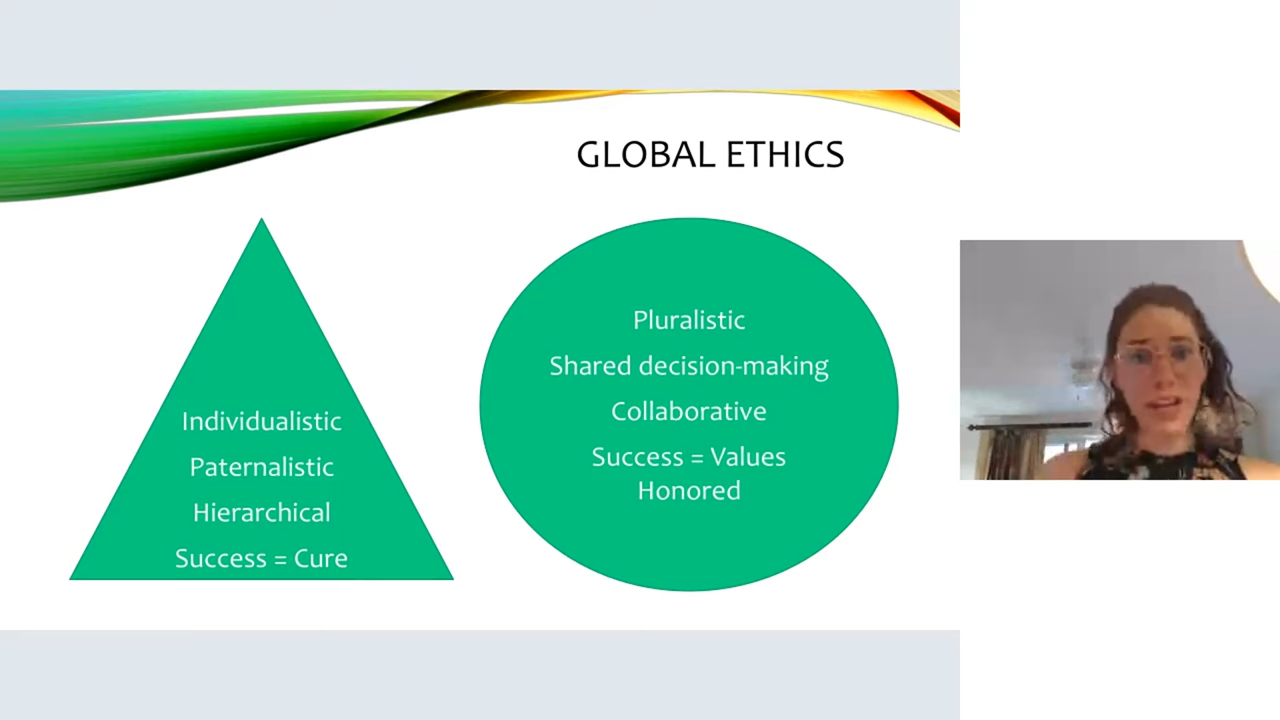 GLOBAL ETHICS
Individualistic
Paternalistic
Hierarchical
Success = Cure
Pluralistic
Shared decision-making
Collaborative
Success = Values
Honored